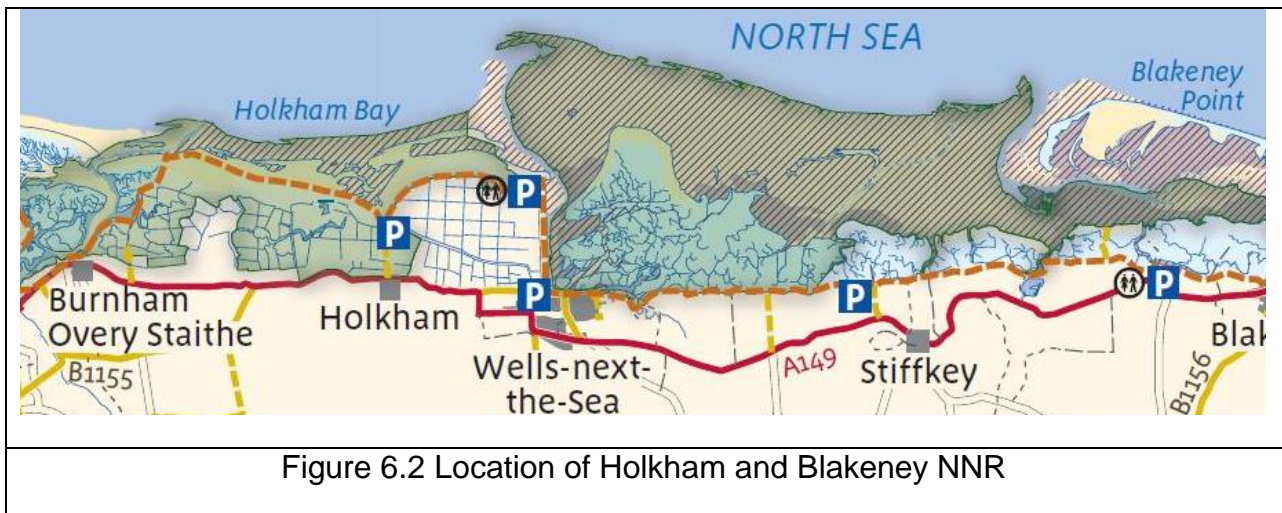 NORTH SEA
Blakeney
Point
Holkham Bay
P
P
P
P
P
Burnham
Overy Staithe
Holkham
Wells-next-
the-Sea
Stiffkey
Blak
B1155
A149
B1156
Figure 6.2 Location of Holkham and Blakeney NNR